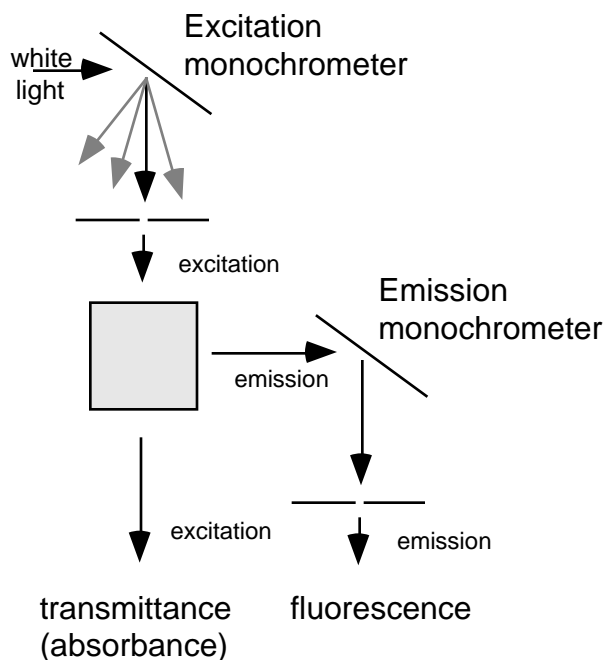 Excitation
monochrometer
white
light
excitation
Emission
monochrometer
emission
excitation
emission
transmittance
(absorbance)
fluorescence